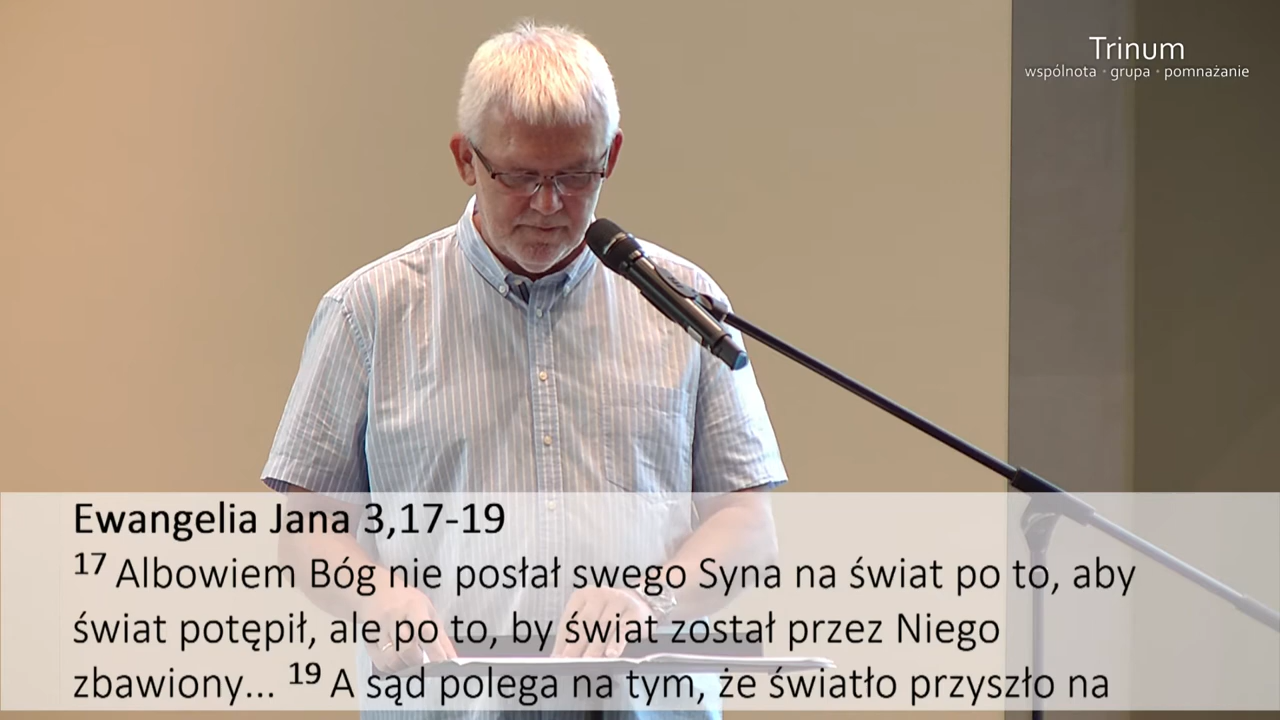 Trinum
wspólnota • grupa • pomnażanie
Ewangelia Jana 3,17-19
17 Albowiem Bóg nie posłał swego Syna na świat po to, aby
świat potępił, ale po to, by świat został przez Niego
zbawiony... 19 A sąd polega na tym, że światło przyszło na